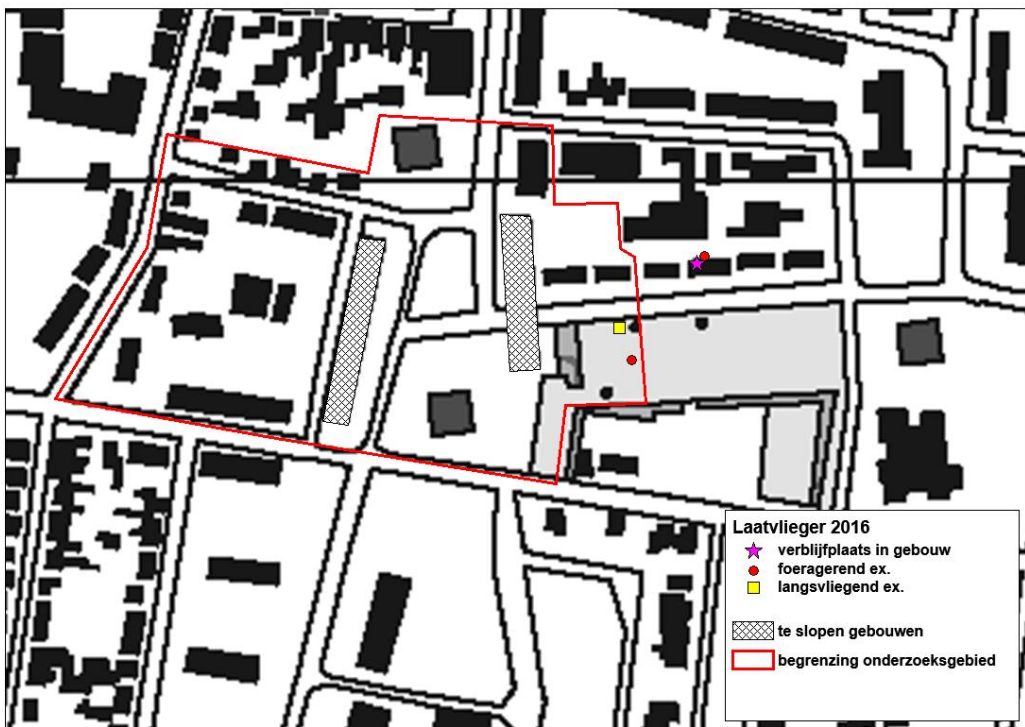 Laatvlieger 2016
verblijfplaats in gebouw
foeragerend ex.
langsvliegend ex.
te slopen gebouwen
begrenzing onderzoeksgebied